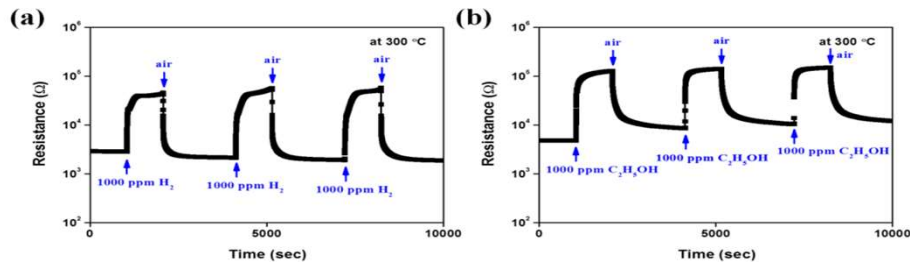 (a)
at 300 °C
air
air
air
10⁶
10⁵
10⁴
10³
10²
Resistance (Ω)
1000 ppm H₂
1000 ppm H₂
1000 ppm H₂
0
5000
10000
Time (sec)
(b)
at 300 °C
air
air
air
10⁶
10⁵
10⁴
10³
10²
Resistance (Ω)
1000 ppm C₂H₅OH
1000 ppm C₂H₅OH
1000 ppm C₂H₅OH
0
5000
10000
Time (sec)